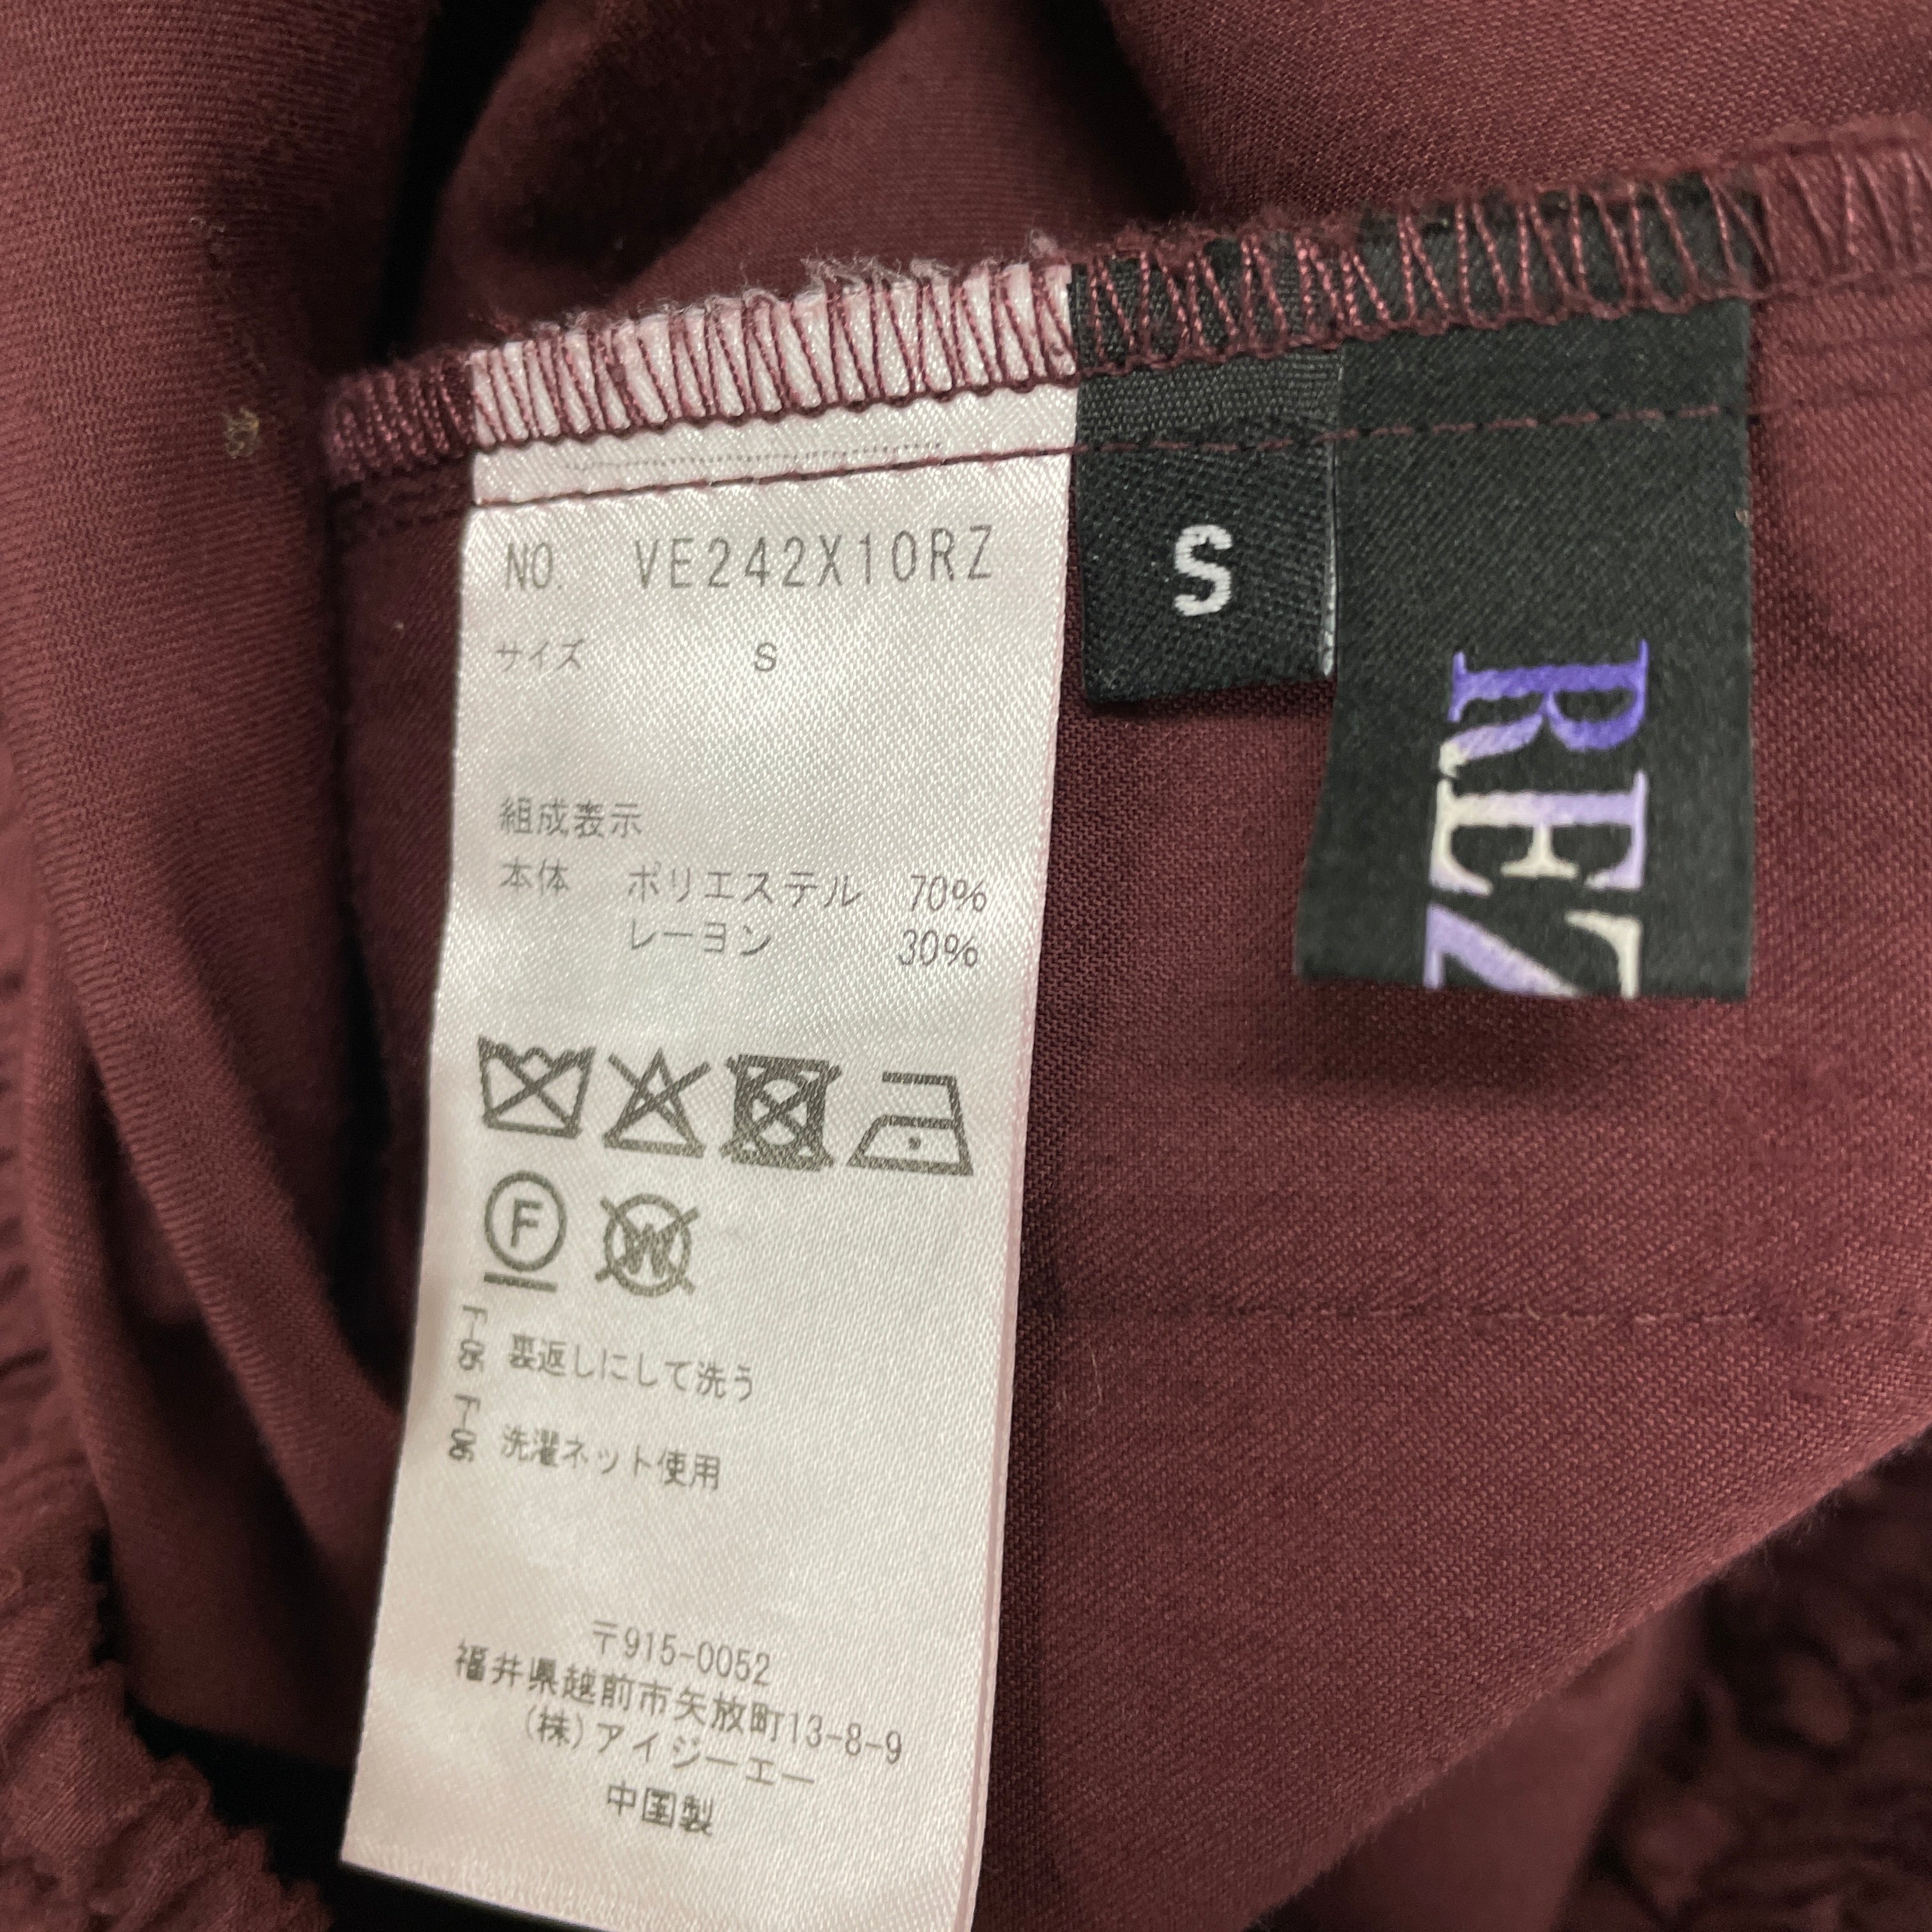 NO. VE242X10RZ
サイズ S
組成表示
本体 ポリエステル 70%
レーヨン 30%
F
W
裏返しにして洗う
洗濯ネット使用
〒915-0052
福井県越前市矢放町13-8-9
(株)アイジーエー
中国製
S
REZ